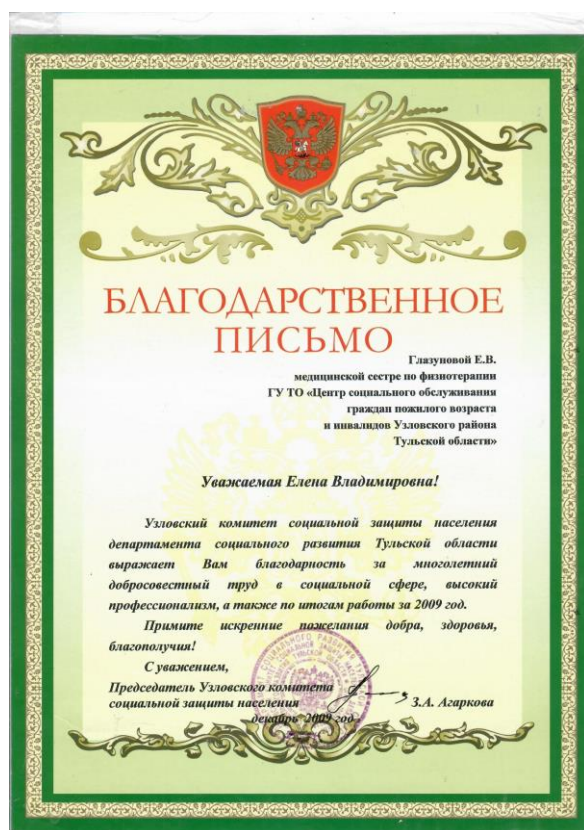 БЛАГОДАРСТВЕННОЕ
ПИСЬМО
Глазуновой Е.В.
медицинской сестре по физиотерапии
ГУ ТО «Центр социального обслуживания
граждан пожилого возраста
и инвалидов Узловского района
Тульской области»
Уважаемая Елена Владимировна!
Узловский комитет социальной защиты населения
департамента социального развития Тульской области
выражает Вам благодарность за многолетний
добросовестный труд в социальной сфере, высокий
профессионализм, а также по итогам работы за 2009 год.
Примите искренние пожелания добра, здоровья,
благополучия!
С уважением,
Председатель Узловского комитета
социальной защиты населения З.А. Агаркова
декабрь 2009 год